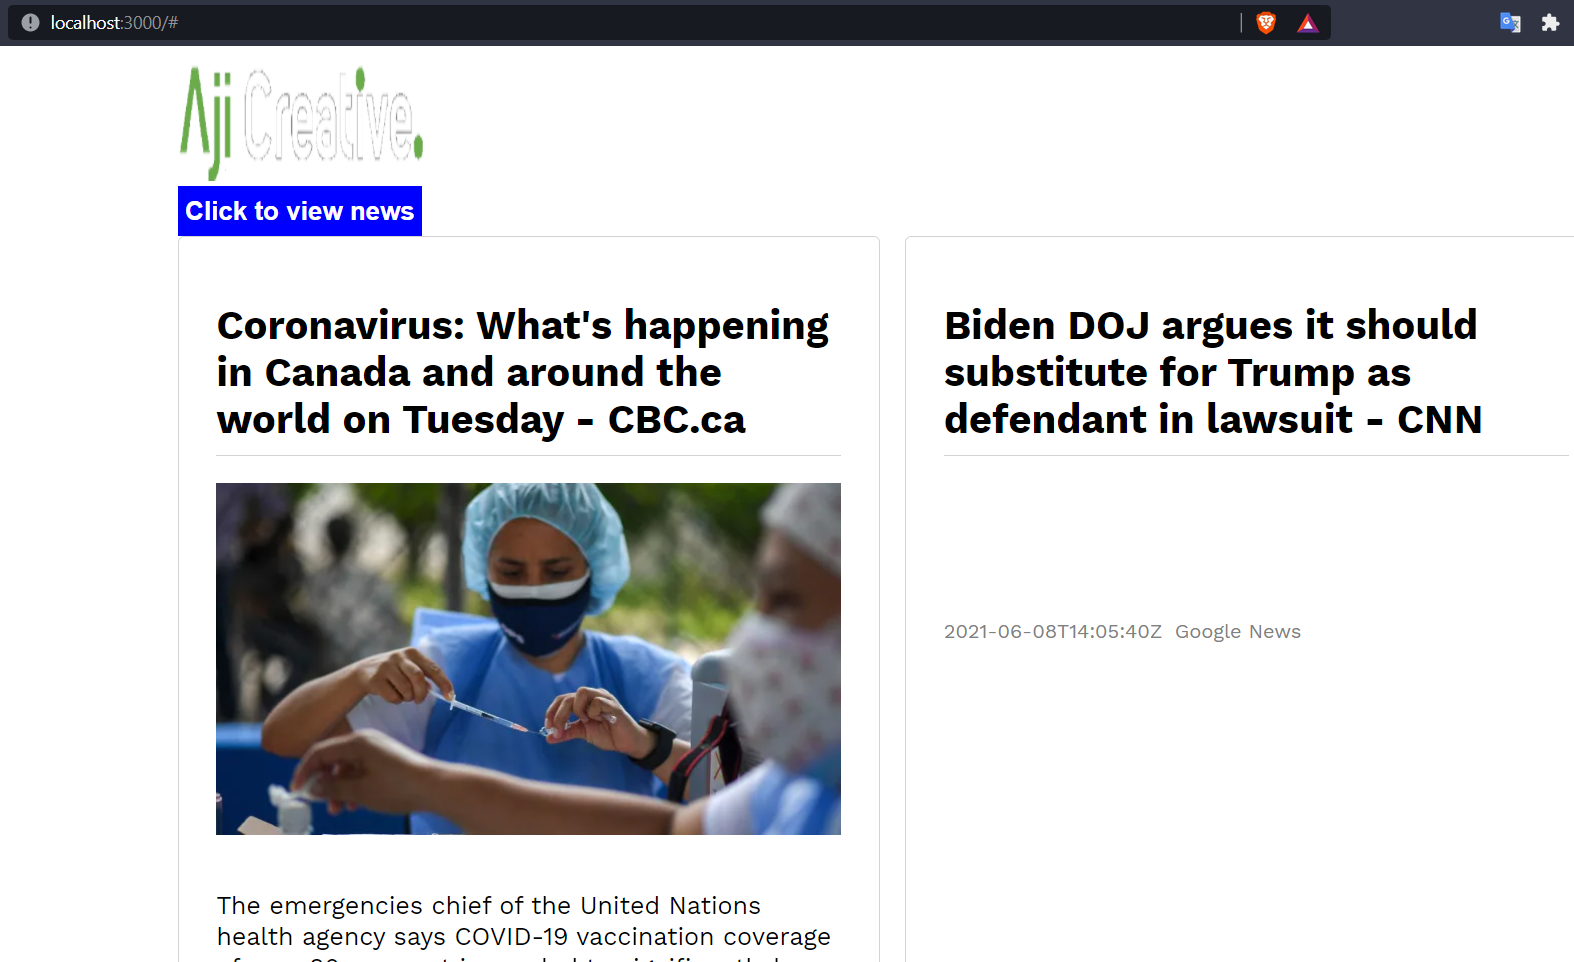 localhost:3000/#
Aji Creative.
Click to view news
Coronavirus: What's happening
in Canada and around the
world on Tuesday - CBC.ca
The emergencies chief of the United Nations
health agency says COVID-19 vaccination coverage
Biden DOJ argues it should
substitute for Trump as
defendant in lawsuit - CNN
2021-06-08T14:05:40Z Google News